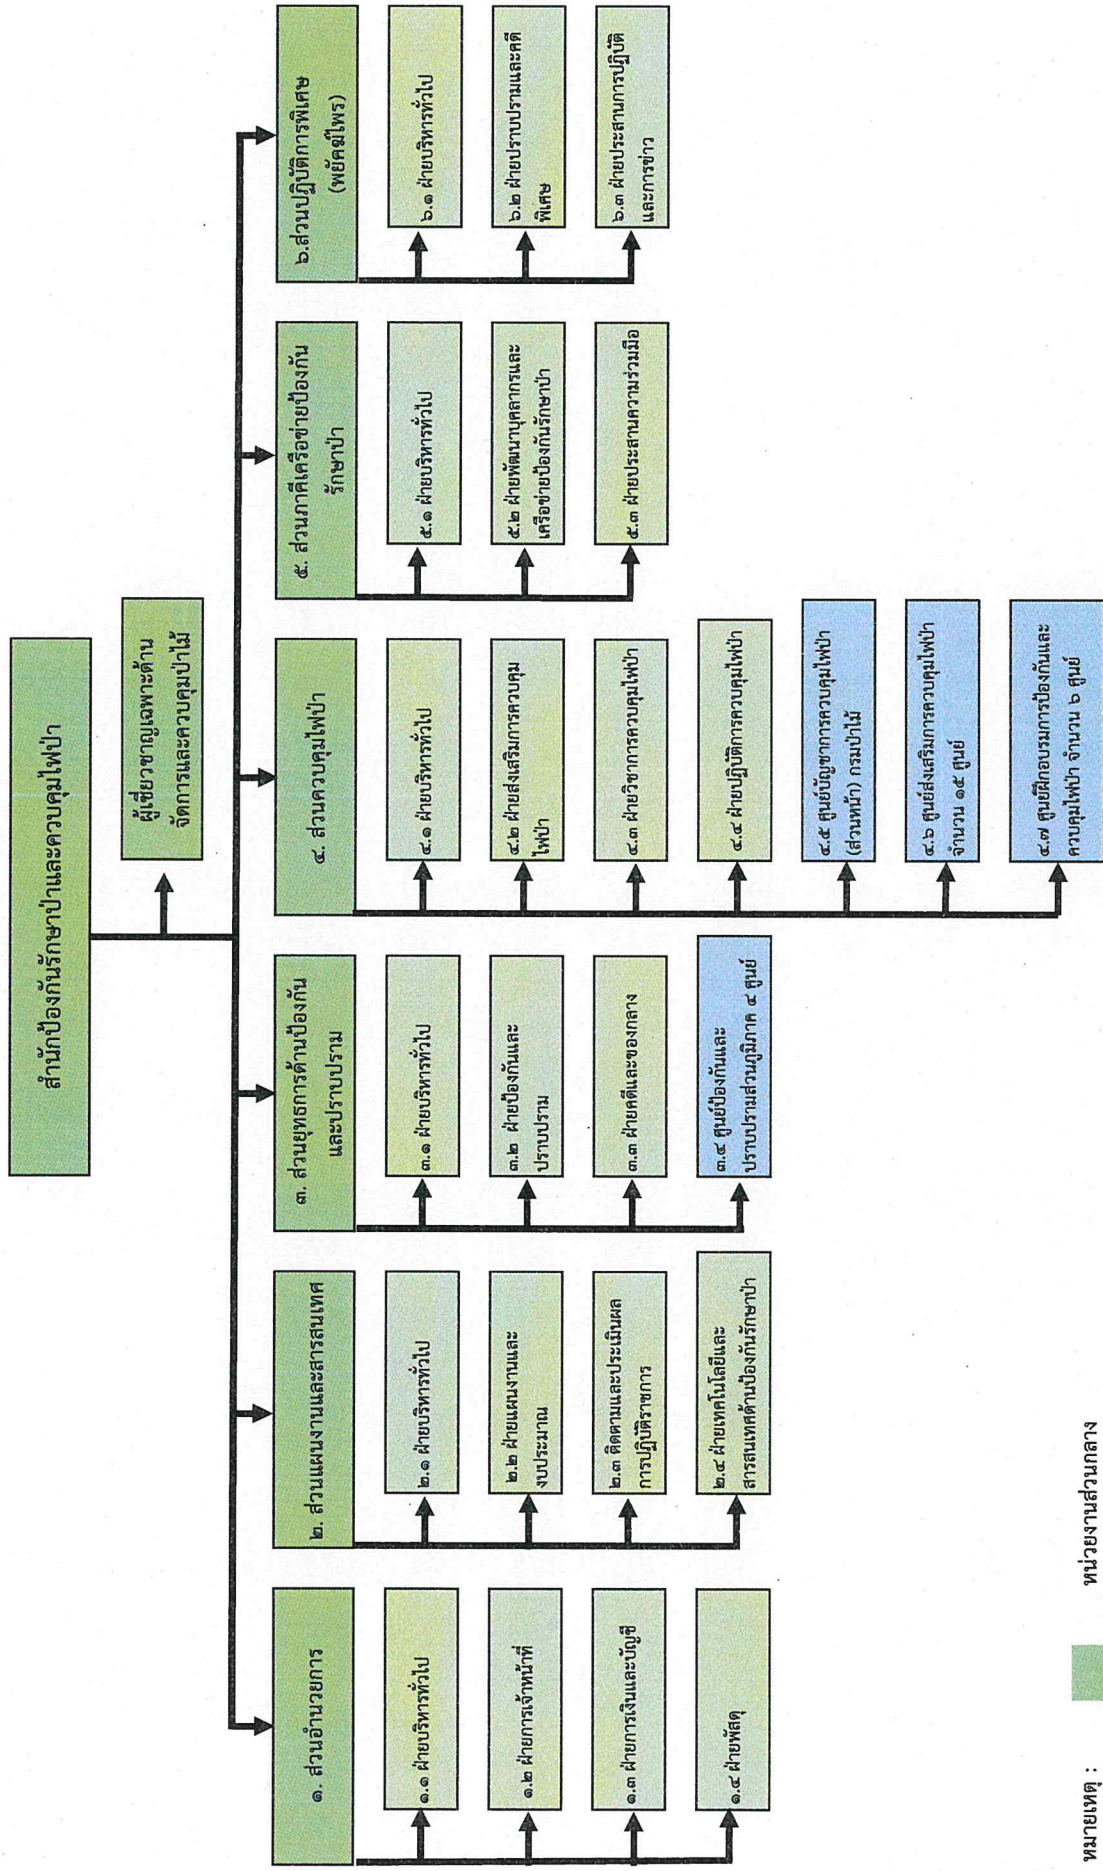 สำนักป้องกันรักษาป่าและควบคุมไฟป่า
ผู้เชี่ยวชาญเฉพาะด้าน
จัดการและควบคุมป่าไม้
๑. ส่วนอำนวยการ
๑.๑ ฝ่ายบริหารทั่วไป
๑.๒ ฝ่ายการเจ้าหน้าที่
๑.๓ ฝ่ายการเงินและบัญชี
๑.๔ ฝ่ายพัสดุ
๒. ส่วนแผนงานและสารสนเทศ
๒.๑ ฝ่ายบริหารทั่วไป
๒.๒ ฝ่ายแผนงานและ
งบประมาณ
๒.๓ ติดตามและประเมินผล
การปฏิบัติราชการ
๒.๔ ฝ่ายเทคโนโลยีและ
สารสนเทศด้านป้องกันรักษาป่า
๓. ส่วนยุทธการด้านป้องกัน
และปราบปราม
๓.๑ ฝ่ายบริหารทั่วไป
๓.๒ ฝ่ายป้องกันและ
ปราบปราม
๓.๓ ฝ่ายคดีและของกลาง
๓.๔ ศูนย์ป้องกันและ
ปราบปรามส่วนภูมิภาค ๔ ศูนย์
๔. ส่วนควบคุมไฟป่า
๔.๑ ฝ่ายบริหารทั่วไป
๔.๒ ฝ่ายส่งเสริมการควบคุม
ไฟป่า
๔.๓ ฝ่ายวิชาการควบคุมไฟป่า
๔.๔ ฝ่ายปฏิบัติการควบคุมไฟป่า
๔.๕ ศูนย์บัญชาการควบคุมไฟป่า
(ส่วนหน้า) กรมป่าไม้
๔.๖ ศูนย์ส่งเสริมการควบคุมไฟป่า
จำนวน ๑๕ ศูนย์
๔.๗ ศูนย์ฝึกอบรมการป้องกันและ
ควบคุมไฟป่า จำนวน ๖ ศูนย์
๕. ส่วนภาคีเครือข่ายป้องกัน
รักษาป่า
๕.๑ ฝ่ายบริหารทั่วไป
๕.๒ ฝ่ายพัฒนาบุคลากรและ
เครือข่ายป้องกันรักษาป่า
๕.๓ ฝ่ายประสานความร่วมมือ
๖.ส่วนปฏิบัติการพิเศษ
(พยัคฆ์ไพร)
๖.๑ ฝ่ายบริหารทั่วไป
๖.๒ ฝ่ายปราบปรามและคดี
พิเศษ
๖.๓ ฝ่ายประสานการปฏิบัติ
และการข่าว
หมายเหตุ : หน่วยงานส่วนกลาง